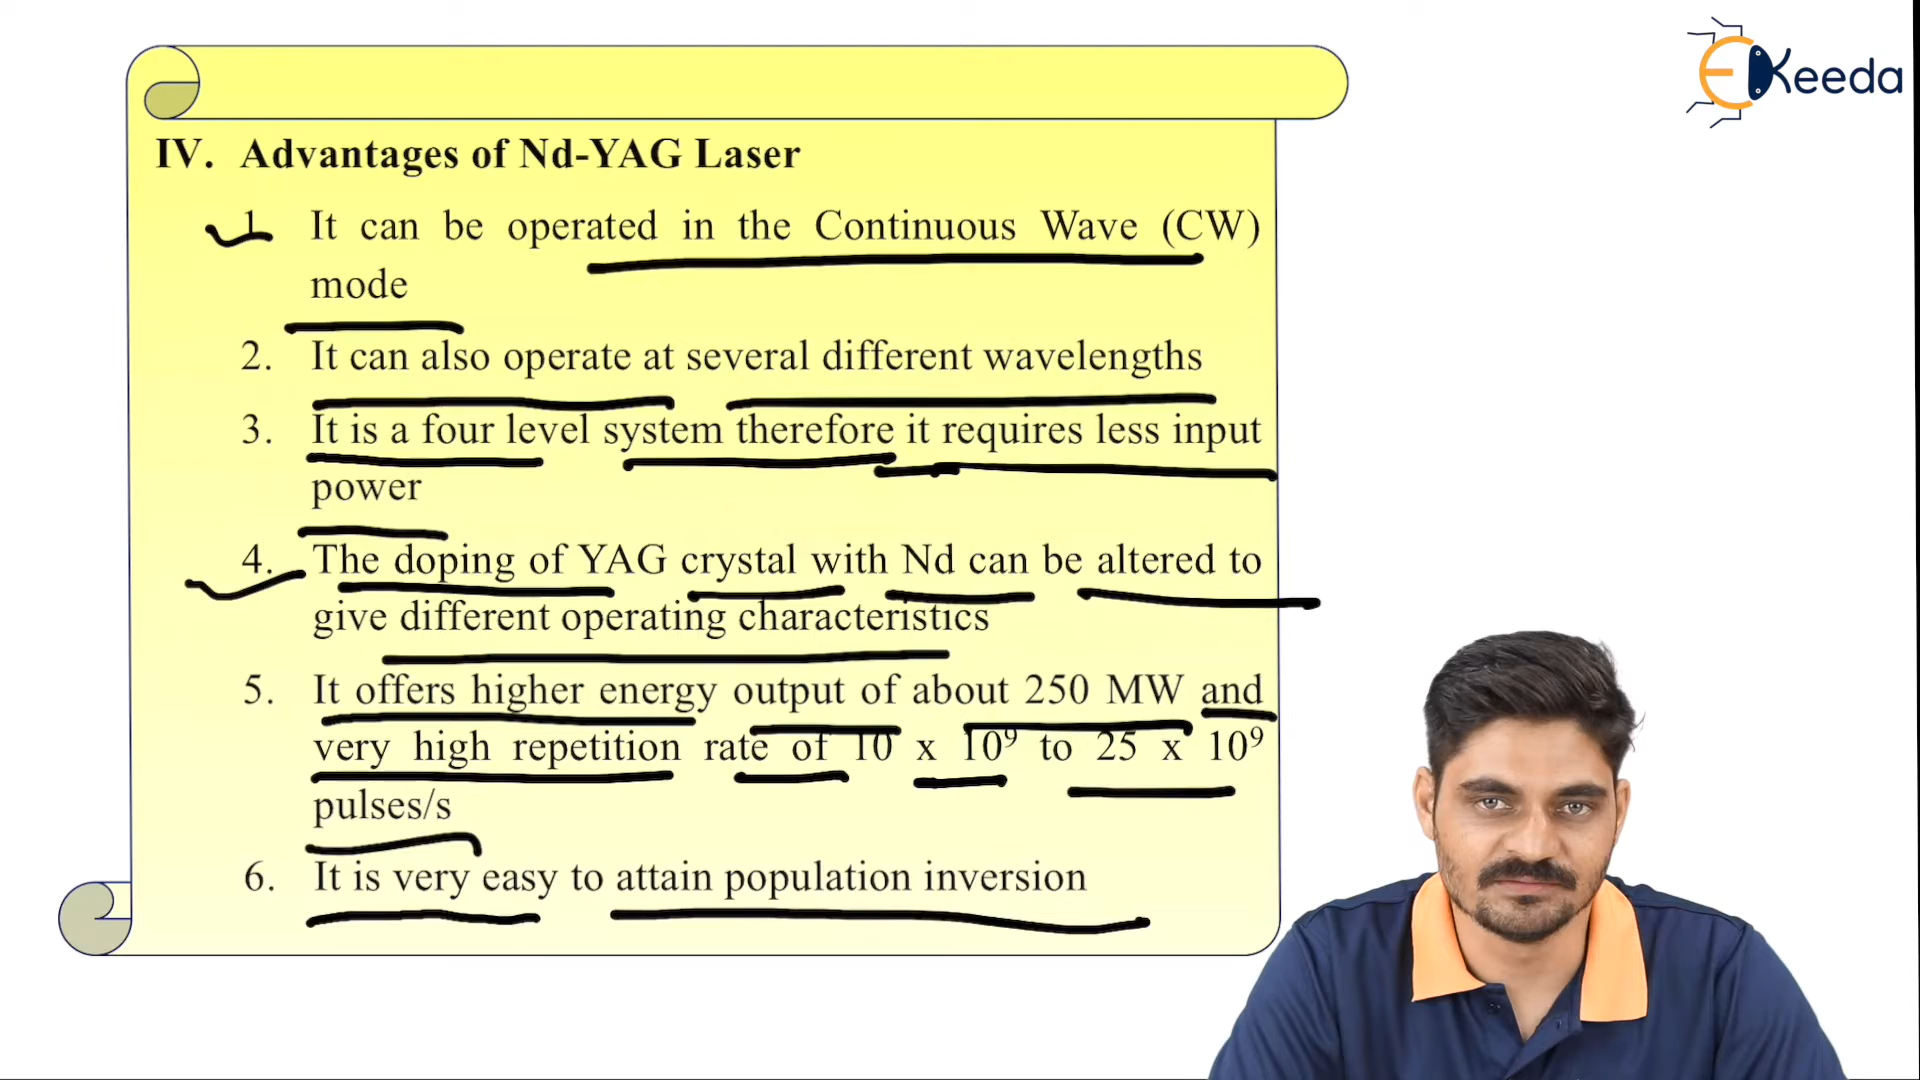 EKeeda
IV. Advantages of Nd-YAG Laser
1 It can be operated in the Continuous Wave (CW)
mode
2. It can also operate at several different wavelengths
3. It is a four level system therefore it requires less input
power
4. The doping of YAG crystal with Nd can be altered to
give different operating characteristics
5. It offers higher energy output of about 250 MW and
very high repetition rate of 10 x 10⁹ to 25 x 10⁹
pulses/s
6. It is very easy to attain population inversion